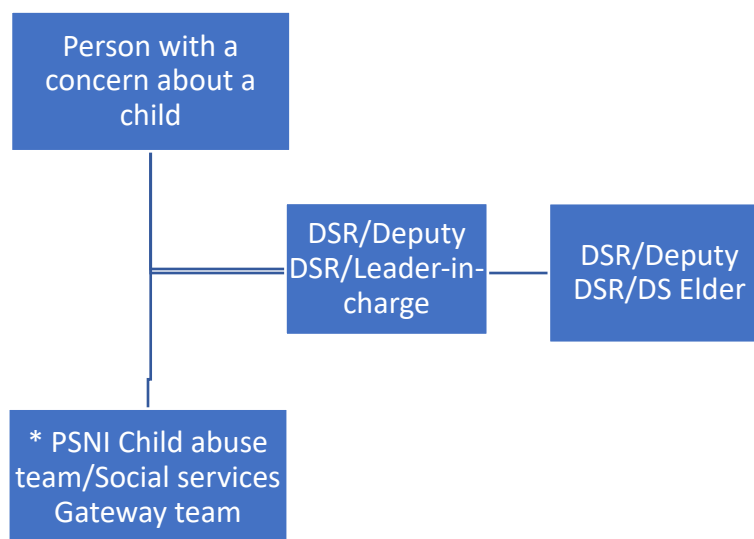 Person with a
concern about a
child
DSR/Deputy
DSR/Leader-in-
charge
DSR/Deputy
DSR/DS Elder
* PSNI Child abuse
team/Social services
Gateway team